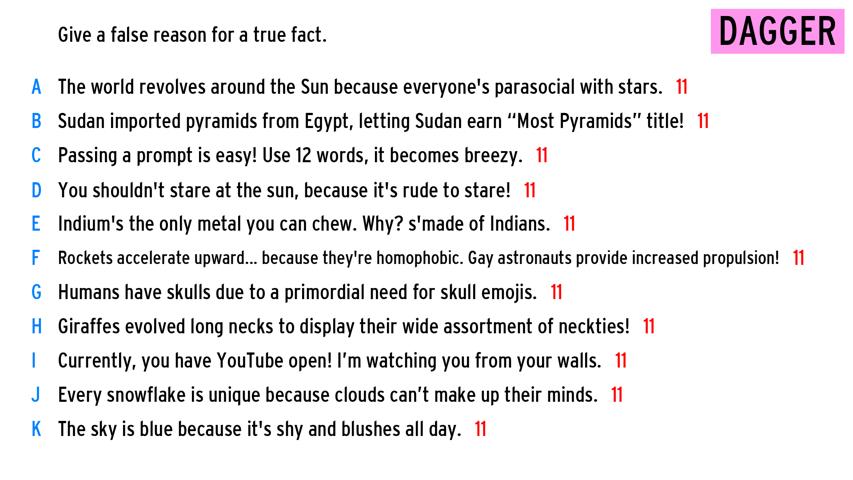 Give a false reason for a true fact.
DAGGER
A The world revolves around the Sun because everyone's parasocial with stars. 11
B Sudan imported pyramids from Egypt, letting Sudan earn “Most Pyramids” title! 11
C Passing a prompt is easy! Use 12 words, it becomes breezy. 11
D You shouldn't stare at the sun, because it's rude to stare! 11
E Indium's the only metal you can chew. Why? s'made of Indians. 11
F Rockets accelerate upward... because they're homophobic. Gay astronauts provide increased propulsion! 11
G Humans have skulls due to a primordial need for skull emojis. 11
H Giraffes evolved long necks to display their wide assortment of neckties! 11
I Currently, you have YouTube open! I’m watching you from your walls. 11
J Every snowflake is unique because clouds can’t make up their minds. 11
K The sky is blue because it's shy and blushes all day. 11